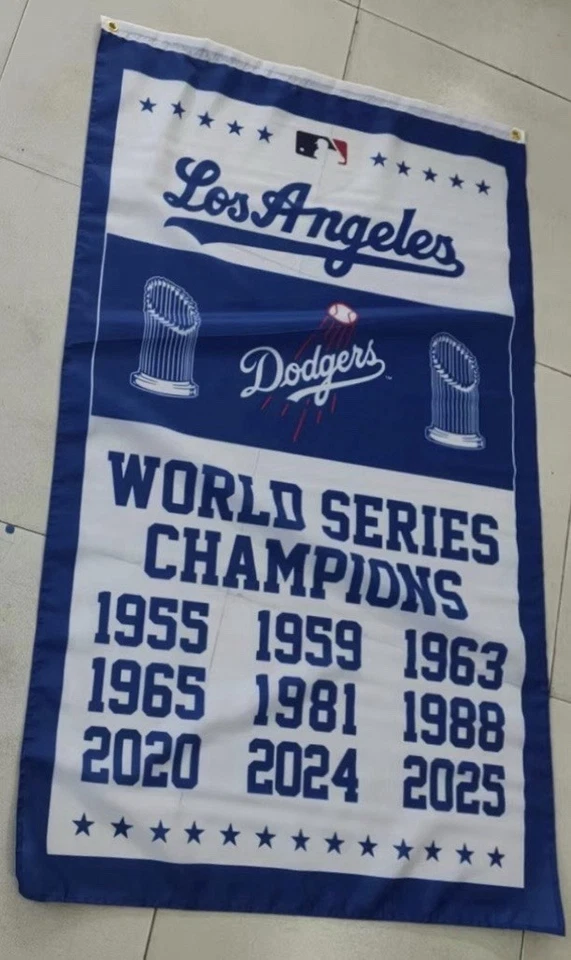 Los Angeles
Dodgers
WORLD SERIES
CHAMPIONS
1955 1959 1963
1965 1981 1988
2020 2024 2025